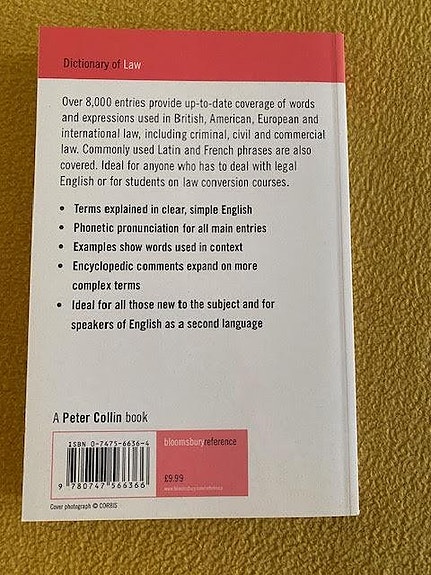 Dictionary of Law
Over 8,000 entries provide up-to-date coverage of words
and expressions used in British, American, European and
international law, including criminal, civil and commercial
law. Commonly used Latin and French phrases are also
covered. Ideal for anyone who has to deal with legal
English or for students on law conversion courses.
• Terms explained in clear, simple English
• Phonetic pronunciation for all main entries
• Examples show words used in context
• Encyclopedic comments expand on more
complex terms
• Ideal for all those new to the subject and for
speakers of English as a second language
A Peter Collin book
ISBN 0-7475-6636-4
bloomsburyreference
£9.99
9 780747 566366
Cover photograph © CORBIS